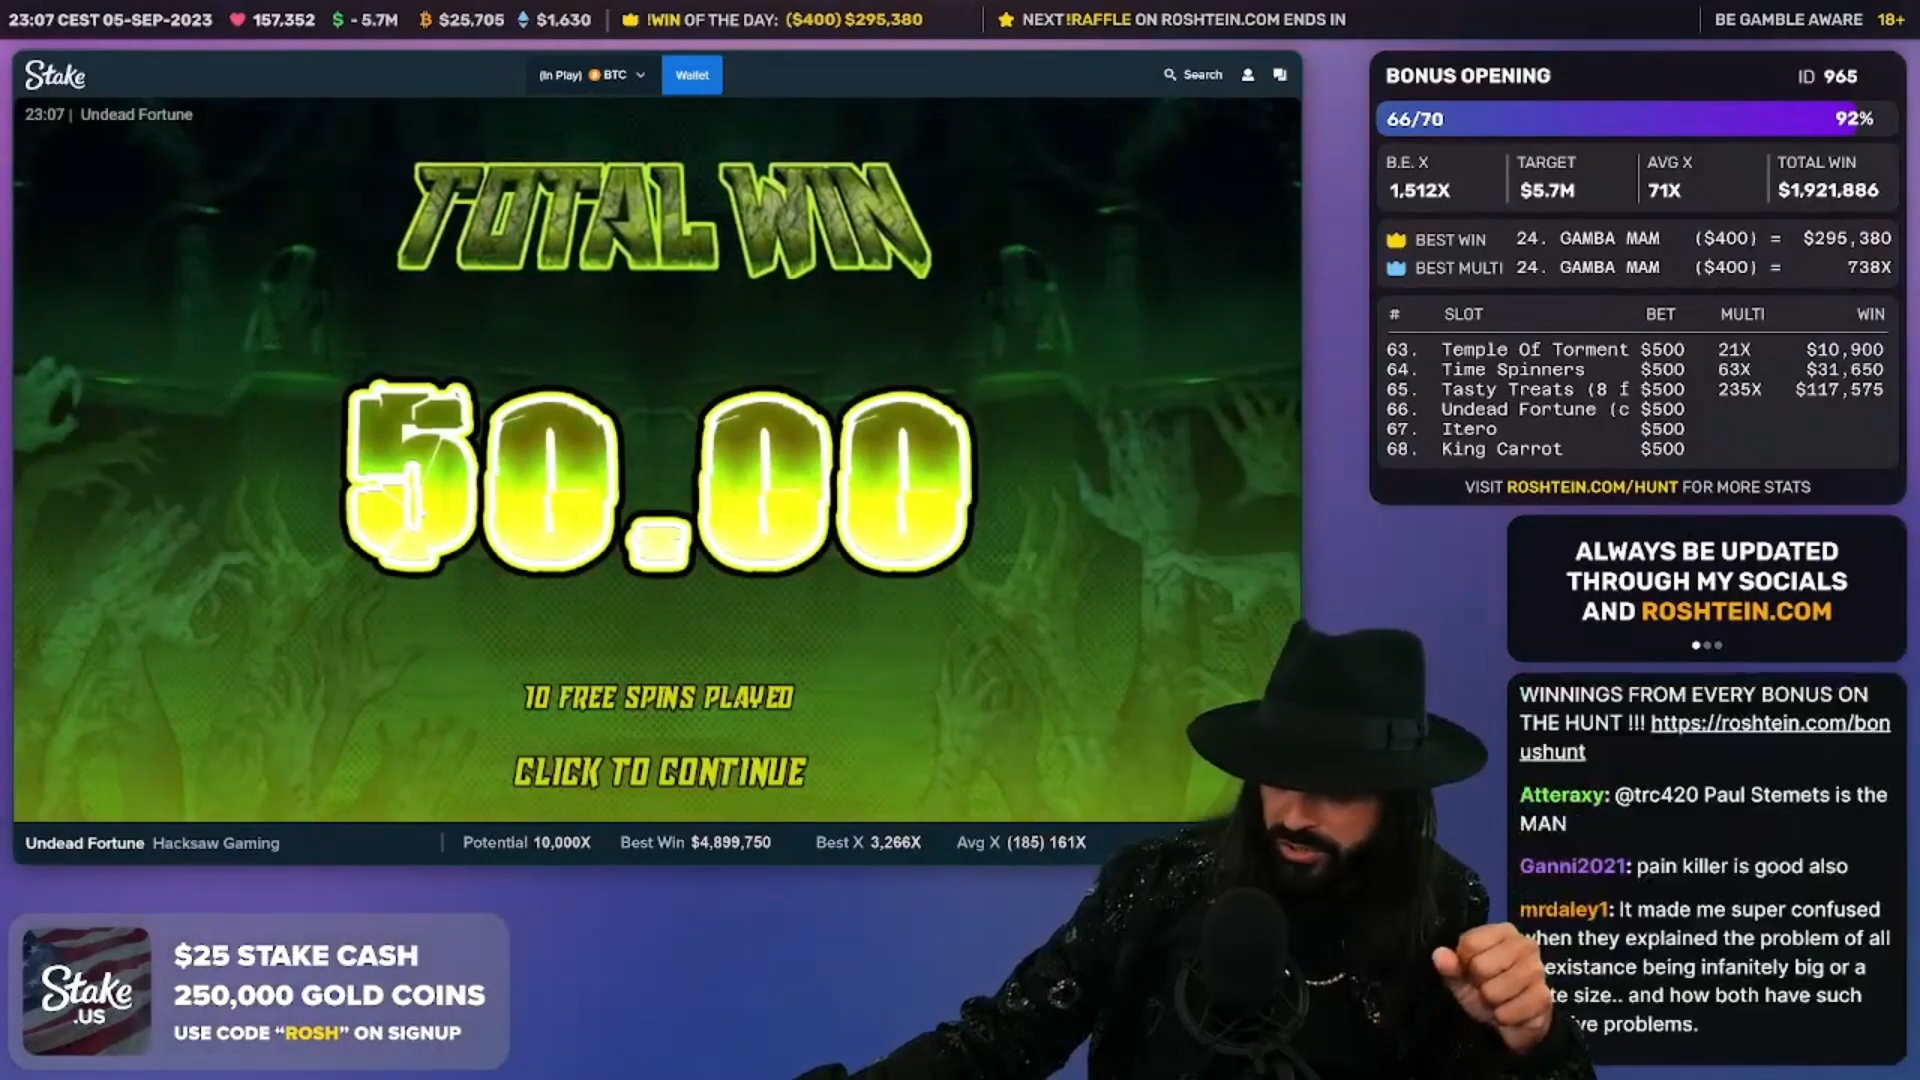 23:07 CEST 05-SEP-2023 157,352 $ - 5.7M $25,705 $1,630 !WIN OF THE DAY: ($400) $295,380 NEXT !RAFFLE ON ROSHTEIN.COM ENDS IN BE GAMBLE AWARE 18+
Stake (In Play) BTC Wallet Search
23:07 | Undead Fortune
TOTAL WIN
50.00
10 FREE SPINS PLAYED
CLICK TO CONTINUE
Undead Fortune Hacksaw Gaming Potential 10,000X Best Win $4,899,750 Best X 3,266X Avg X (185) 161X
Stake .US
$25 STAKE CASH
250,000 GOLD COINS
USE CODE “ROSH” ON SIGNUP
BONUS OPENING ID 965
66/70 92%
B.E. X TARGET AVG X TOTAL WIN
1,512X $5.7M 71X $1,921,886
BEST WIN 24. GAMBA MAM ($400) = $295,380
BEST MULTI 24. GAMBA MAM ($400) = 738X
# SLOT BET MULTI WIN
63. Temple Of Torment $500 21X $10,900
64. Time Spinners $500 63X $31,650
65. Tasty Treats (8 f $500 235X $117,575
66. Undead Fortune (c $500
67. Itero $500
68. King Carrot $500
VISIT ROSHTEIN.COM/HUNT FOR MORE STATS
ALWAYS BE UPDATED
THROUGH MY SOCIALS
AND ROSHTEIN.COM
WINNINGS FROM EVERY BONUS ON
THE HUNT !!! https://roshtein.com/bon
ushunt
Atteraxy: @trc420 Paul Stemets is the
MAN
Ganni2021: pain killer is good also
mrdaley1: It made me super confused
when they explained the problem of all
existance being infanitely big or a
te size.. and how both have such
ve problems.